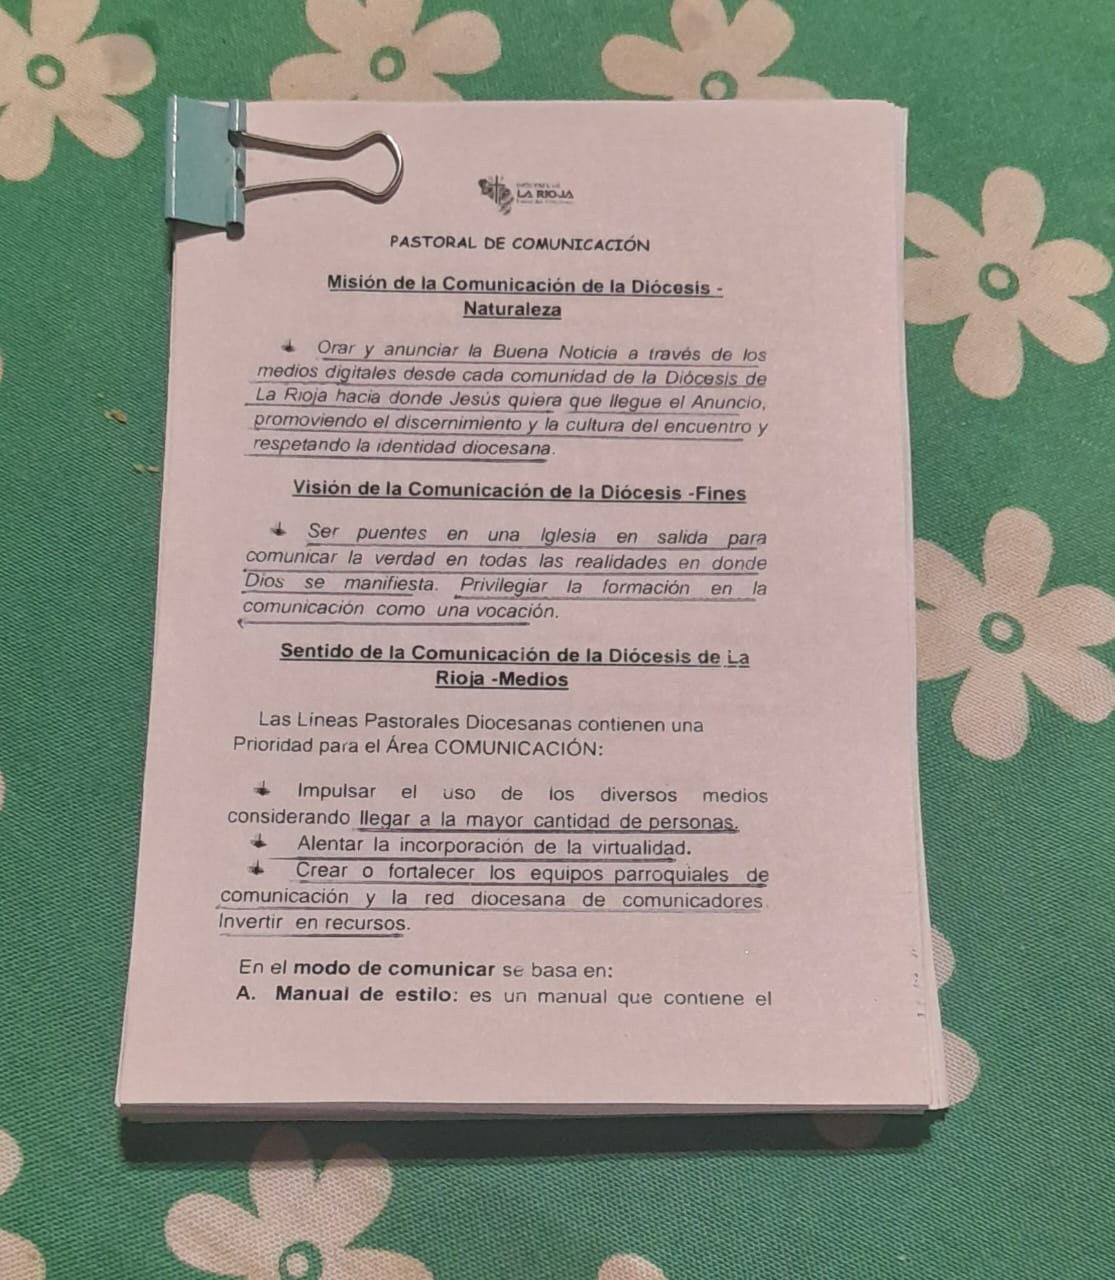 LA RIOJA
PASTORAL DE COMUNICACIÓN
Misión de la Comunicación de la Diócesis -
Naturaleza
Orar y anunciar la Buena Noticia a través de los
medios digitales desde cada comunidad de la Diócesis de
La Rioja hacia donde Jesús quiera que llegue el Anuncio,
promoviendo el discernimiento y la cultura del encuentro y
respetando la identidad diocesana.
Visión de la Comunicación de la Diócesis -Fines
Ser puentes en una Iglesia en salida para
comunicar la verdad en todas las realidades en donde
Dios se manifiesta. Privilegiar la formación en la
comunicación como una vocación.
Sentido de la Comunicación de la Diócesis de La
Rioja -Medios
Las Líneas Pastorales Diocesanas contienen una
Prioridad para el Área COMUNICACIÓN:
Impulsar el uso de los diversos medios
considerando llegar a la mayor cantidad de personas.
Alentar la incorporación de la virtualidad.
Crear o fortalecer los equipos parroquiales de
comunicación y la red diocesana de comunicadores.
Invertir en recursos.
En el modo de comunicar se basa en:
A. Manual de estilo: es un manual que contiene el